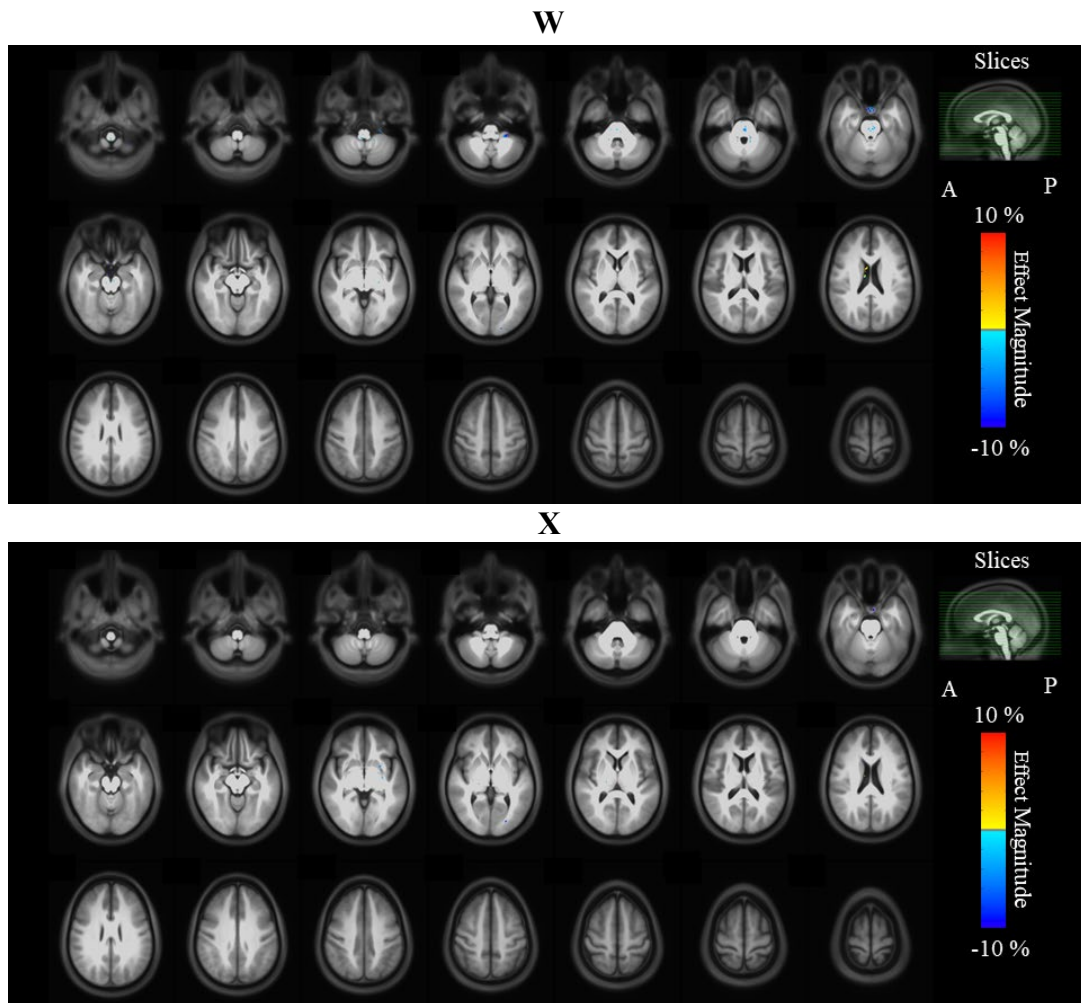 W
Slices
A P
10 %
Effect Magnitude
-10 %
X
Slices
A P
10 %
Effect Magnitude
-10 %